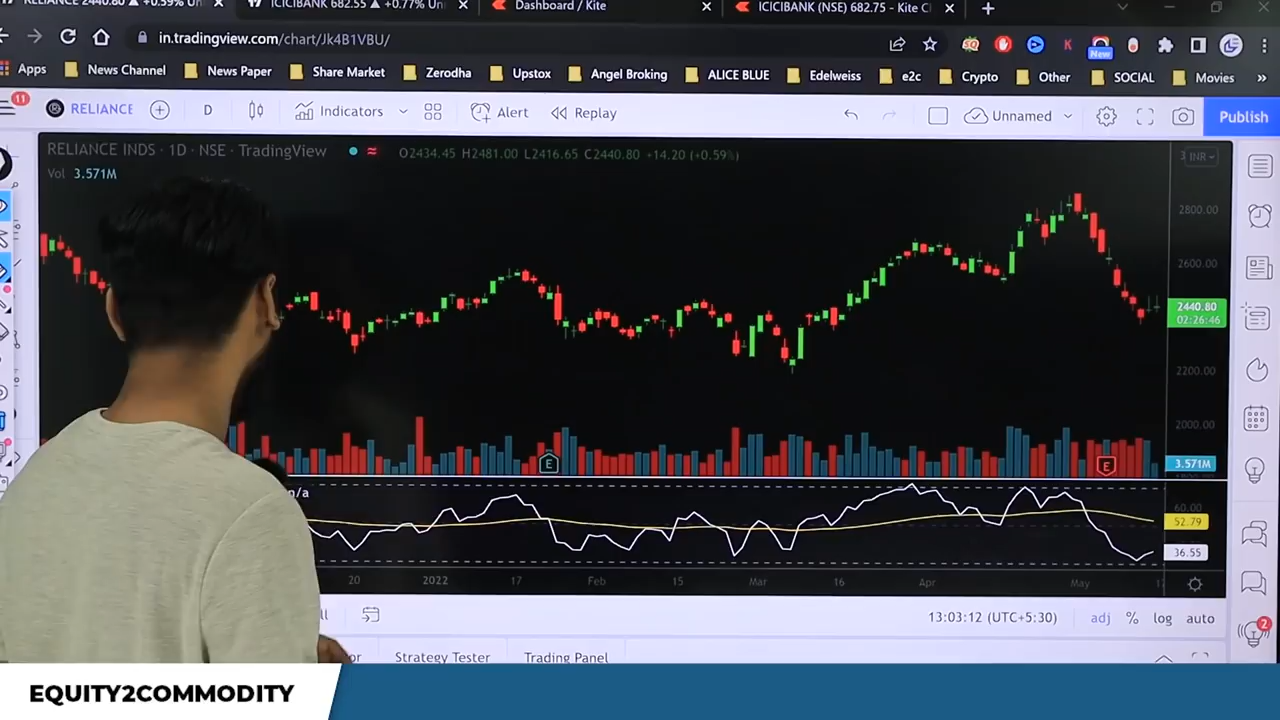 RELIANCE 2440.80 ▲ +0.59% Un
ICICIBANK 682.55 ▲ +0.77% Un
Dashboard / Kite
ICICIBANK (NSE) 682.75 - Kite C
in.tradingview.com/chart/Jk4B1VBU/
New
Apps
News Channel
News Paper
Share Market
Zerodha
Upstox
Angel Broking
ALICE BLUE
Edelweiss
e2c
Crypto
Other
SOCIAL
Movies
11
RELIANCE
D
Indicators
Alert
Replay
Unnamed
Publish
RELIANCE INDS · 1D · NSE · TradingView
O2434.45 H2481.00 L2416.65 C2440.80 +14.20 (+0.59%)
INR
Vol 3.571M
2800.00
2600.00
2440.80
02:26:46
2200.00
2000.00
E
E
3.571M
n/a
60.00
52.79
36.55
20
2022
17
Feb
15
Mar
16
Apr
May
13:03:12 (UTC+5:30)
adj
%
log
auto
2
Strategy Tester
Trading Panel
EQUITY2COMMODITY